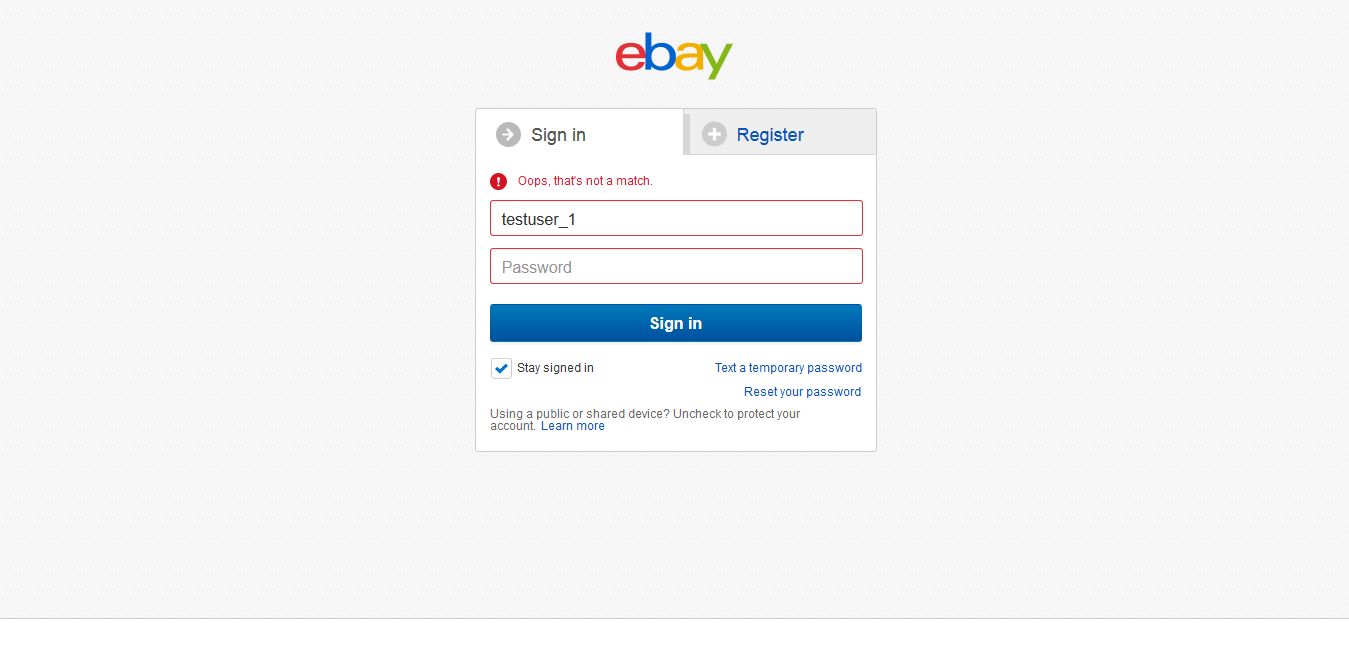 ebay
Sign in
Register
Oops, that's not a match.
testuser_1
Password
Sign in
Stay signed in
Text a temporary password
Reset your password
Using a public or shared device? Uncheck to protect your
account. Learn more